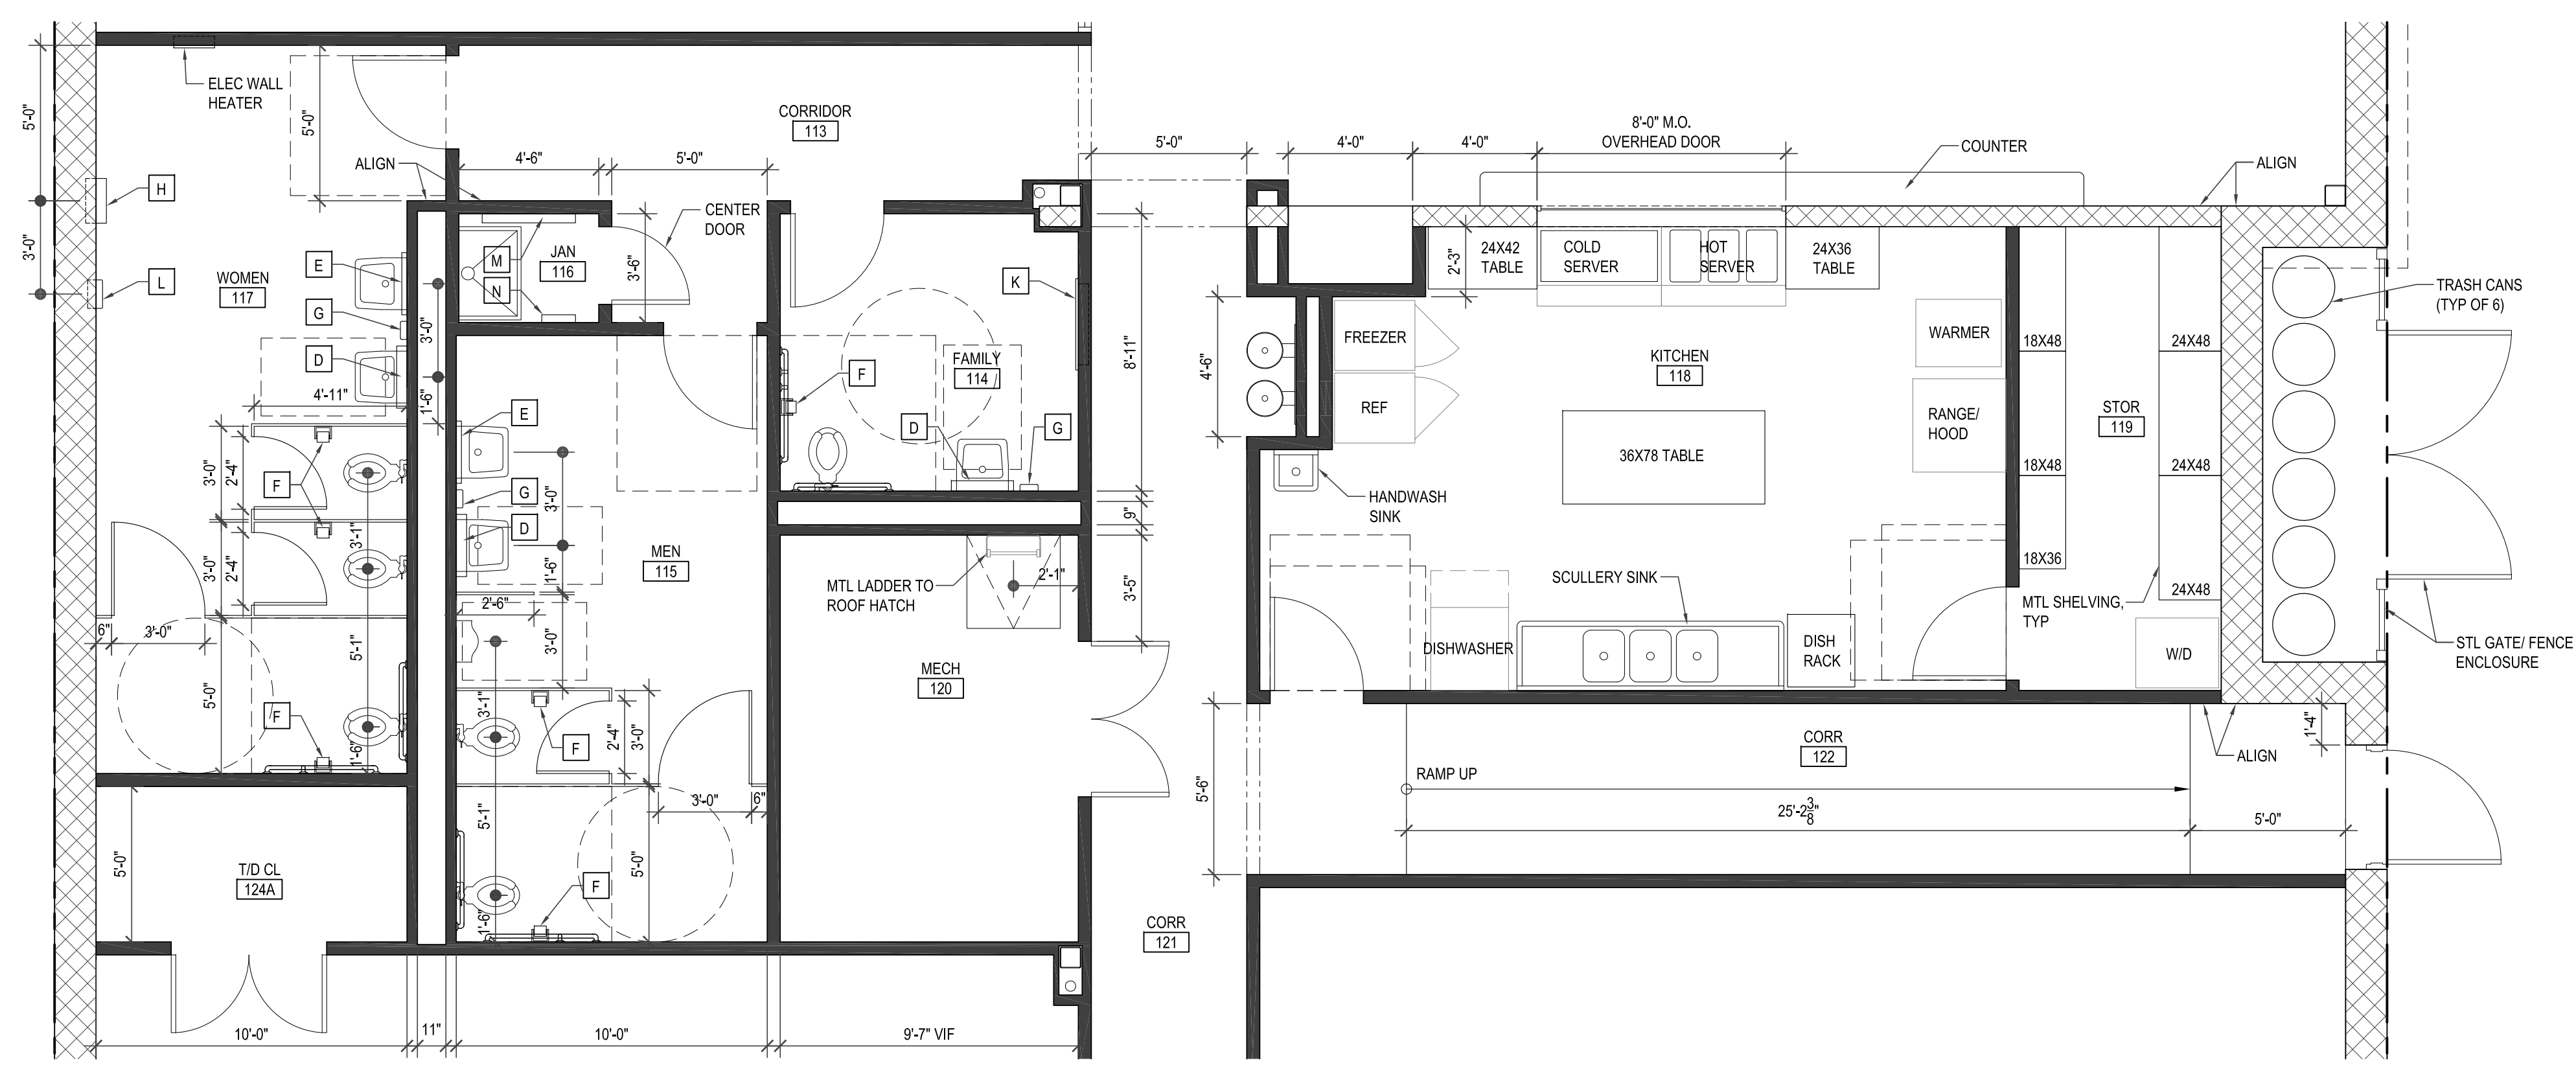 5'-0"
3'-0"
ELEC WALL
HEATER
5'-0"
ALIGN
CORRIDOR
113
4'-6"
5'-0"
5'-0"
4'-0"
4'-0"
8'-0" M.O.
OVERHEAD DOOR
COUNTER
ALIGN
H
L
WOMEN
117
E
G
D
4'-11"
3'-0"
1'-6"
M
N
JAN
116
3'-6"
CENTER
DOOR
K
F
FAMILY
114
D
G
8'-11"
9"
3'-5"
4'-6"
2'-3"
24X42
TABLE
COLD
SERVER
HOT
SERVER
24X36
TABLE
FREEZER
REF
KITCHEN
118
WARMER
RANGE/
HOOD
36X78 TABLE
HANDWASH
SINK
SCULLERY SINK
DISHWASHER
DISH
RACK
18X48
18X48
18X36
24X48
24X48
24X48
STOR
119
MTL SHELVING,
TYP
W/D
TRASH CANS
(TYP OF 6)
STL GATE/ FENCE
ENCLOSURE
3'-0"
2'-4"
F
3'-1"
3'-0"
2'-4"
6"
3'-0"
5'-1"
5'-0"
F
1'-6"
E
G
D
3'-0"
1'-6"
2'-6"
3'-0"
MEN
115
3'-1"
F
2'-4"
3'-0"
3'-0"
6"
5'-1"
5'-0"
F
1'-6"
MTL LADDER TO
ROOF HATCH
2'-1"
MECH
120
5'-0"
T/D CL
124A
5'-6"
CORR
121
CORR
122
RAMP UP
25'-2 3/8"
5'-0"
1'-4"
ALIGN
10'-0"
11"
10'-0"
9'-7" VIF